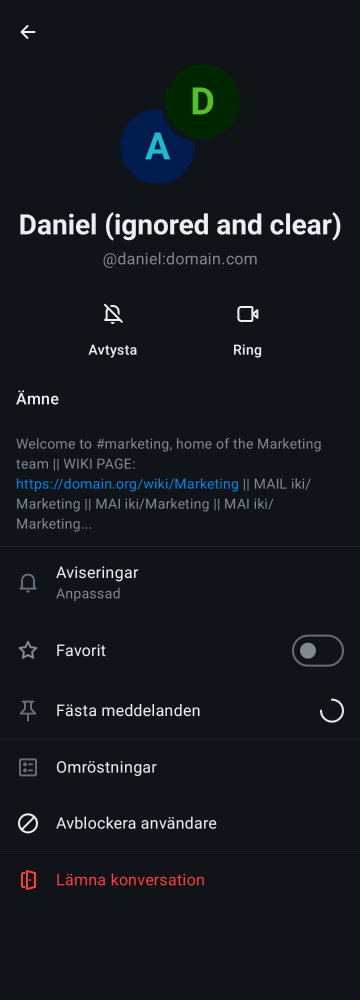 D
A
Daniel (ignored and clear)
@daniel:domain.com
Avtysta
Ring
Ämne
Welcome to #marketing, home of the Marketing
team || WIKI PAGE:
https://domain.org/wiki/Marketing || MAIL iki/
Marketing || MAI iki/Marketing || MAI iki/
Marketing...
Aviseringar
Anpassad
Favorit
Fästa meddelanden
Omröstningar
Avblockera användare
Lämna konversation